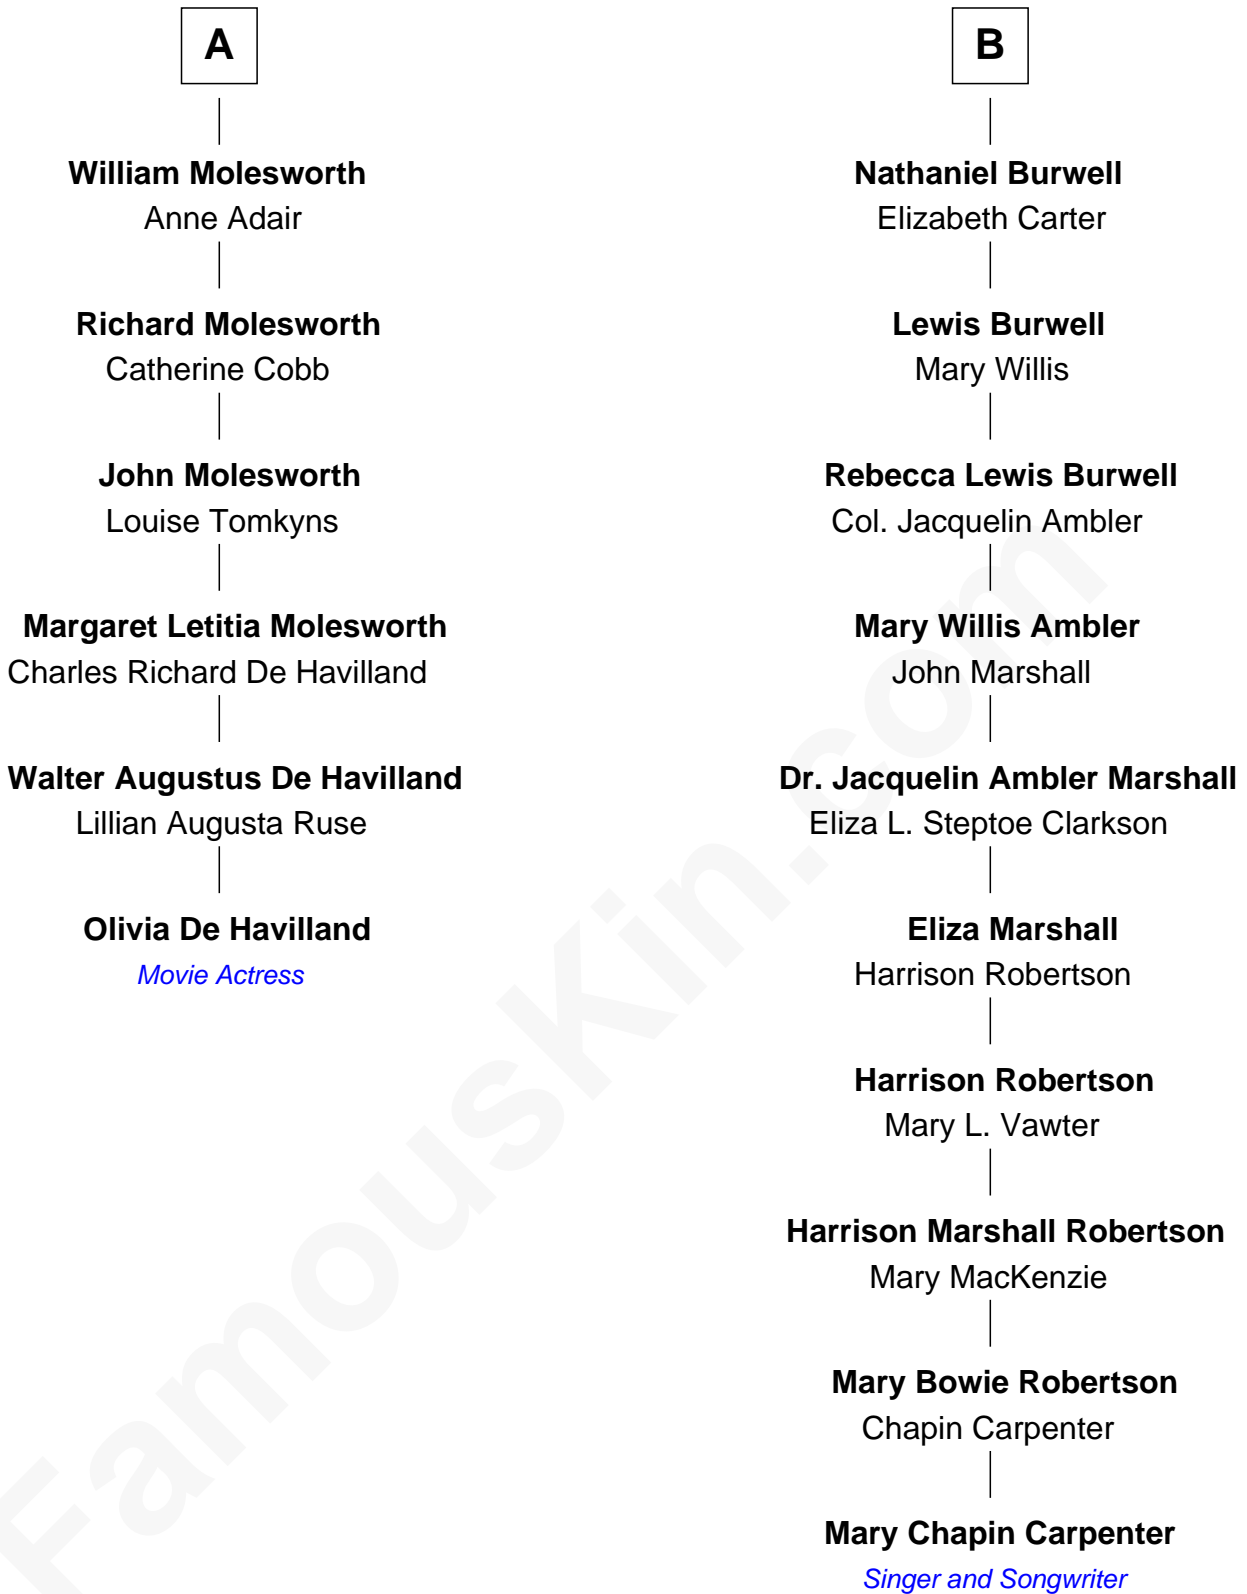 A
William Molesworth
Anne Adair
Richard Molesworth
Catherine Cobb
John Molesworth
Louise Tomkyns
Margaret Letitia Molesworth
Charles Richard De Havilland
Walter Augustus De Havilland
Lillian Augusta Ruse
Olivia De Havilland
Movie Actress
B
Nathaniel Burwell
Elizabeth Carter
Lewis Burwell
Mary Willis
Rebecca Lewis Burwell
Col. Jacquelin Ambler
Mary Willis Ambler
John Marshall
Dr. Jacquelin Ambler Marshall
Eliza L. Steptoe Clarkson
Eliza Marshall
Harrison Robertson
Harrison Robertson
Mary L. Vawter
Harrison Marshall Robertson
Mary MacKenzie
Mary Bowie Robertson
Chapin Carpenter
Mary Chapin Carpenter
Singer and Songwriter
FamousKin.com